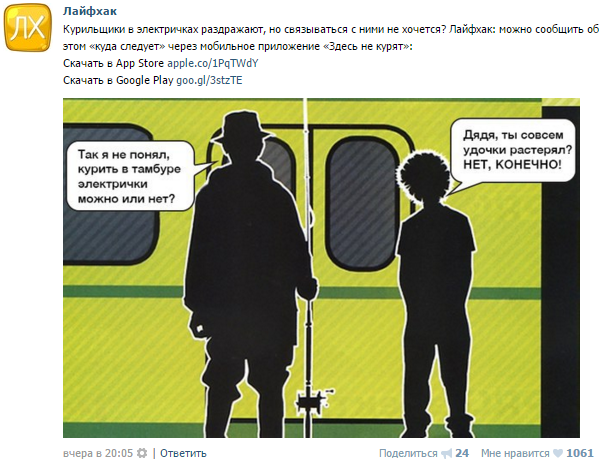 ЛХ
Лайфхак
Курильщики в электричках раздражают, но связываться с ними не хочется? Лайфхак: можно сообщить об
этом «куда следует» через мобильное приложение «Здесь не курят»:
Скачать в App Store apple.co/1PqTWdY
Скачать в Google Play goo.gl/3stzTE
Так я не понял,
курить в тамбуре
электрички
можно или нет?
Дядя, ты совсем
удочки растерял?
НЕТ, КОНЕЧНО!
вчера в 20:05 | Ответить
Поделиться 24 Мне нравится 1061